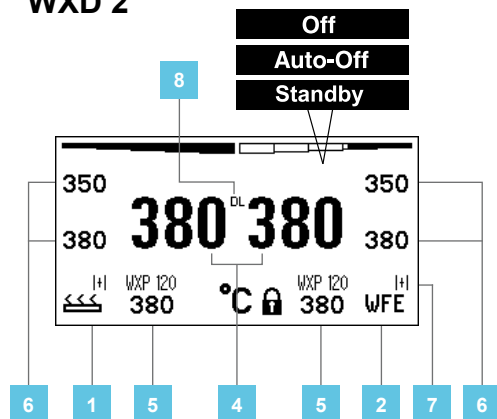 WXD 2
Off
Auto-Off
Standby
8
350 DL 350
380 380
380 380
|+| WXP 120 WXP 120 |+|
380 °C 380 WFE
6 1 5 4 5 2 7 6